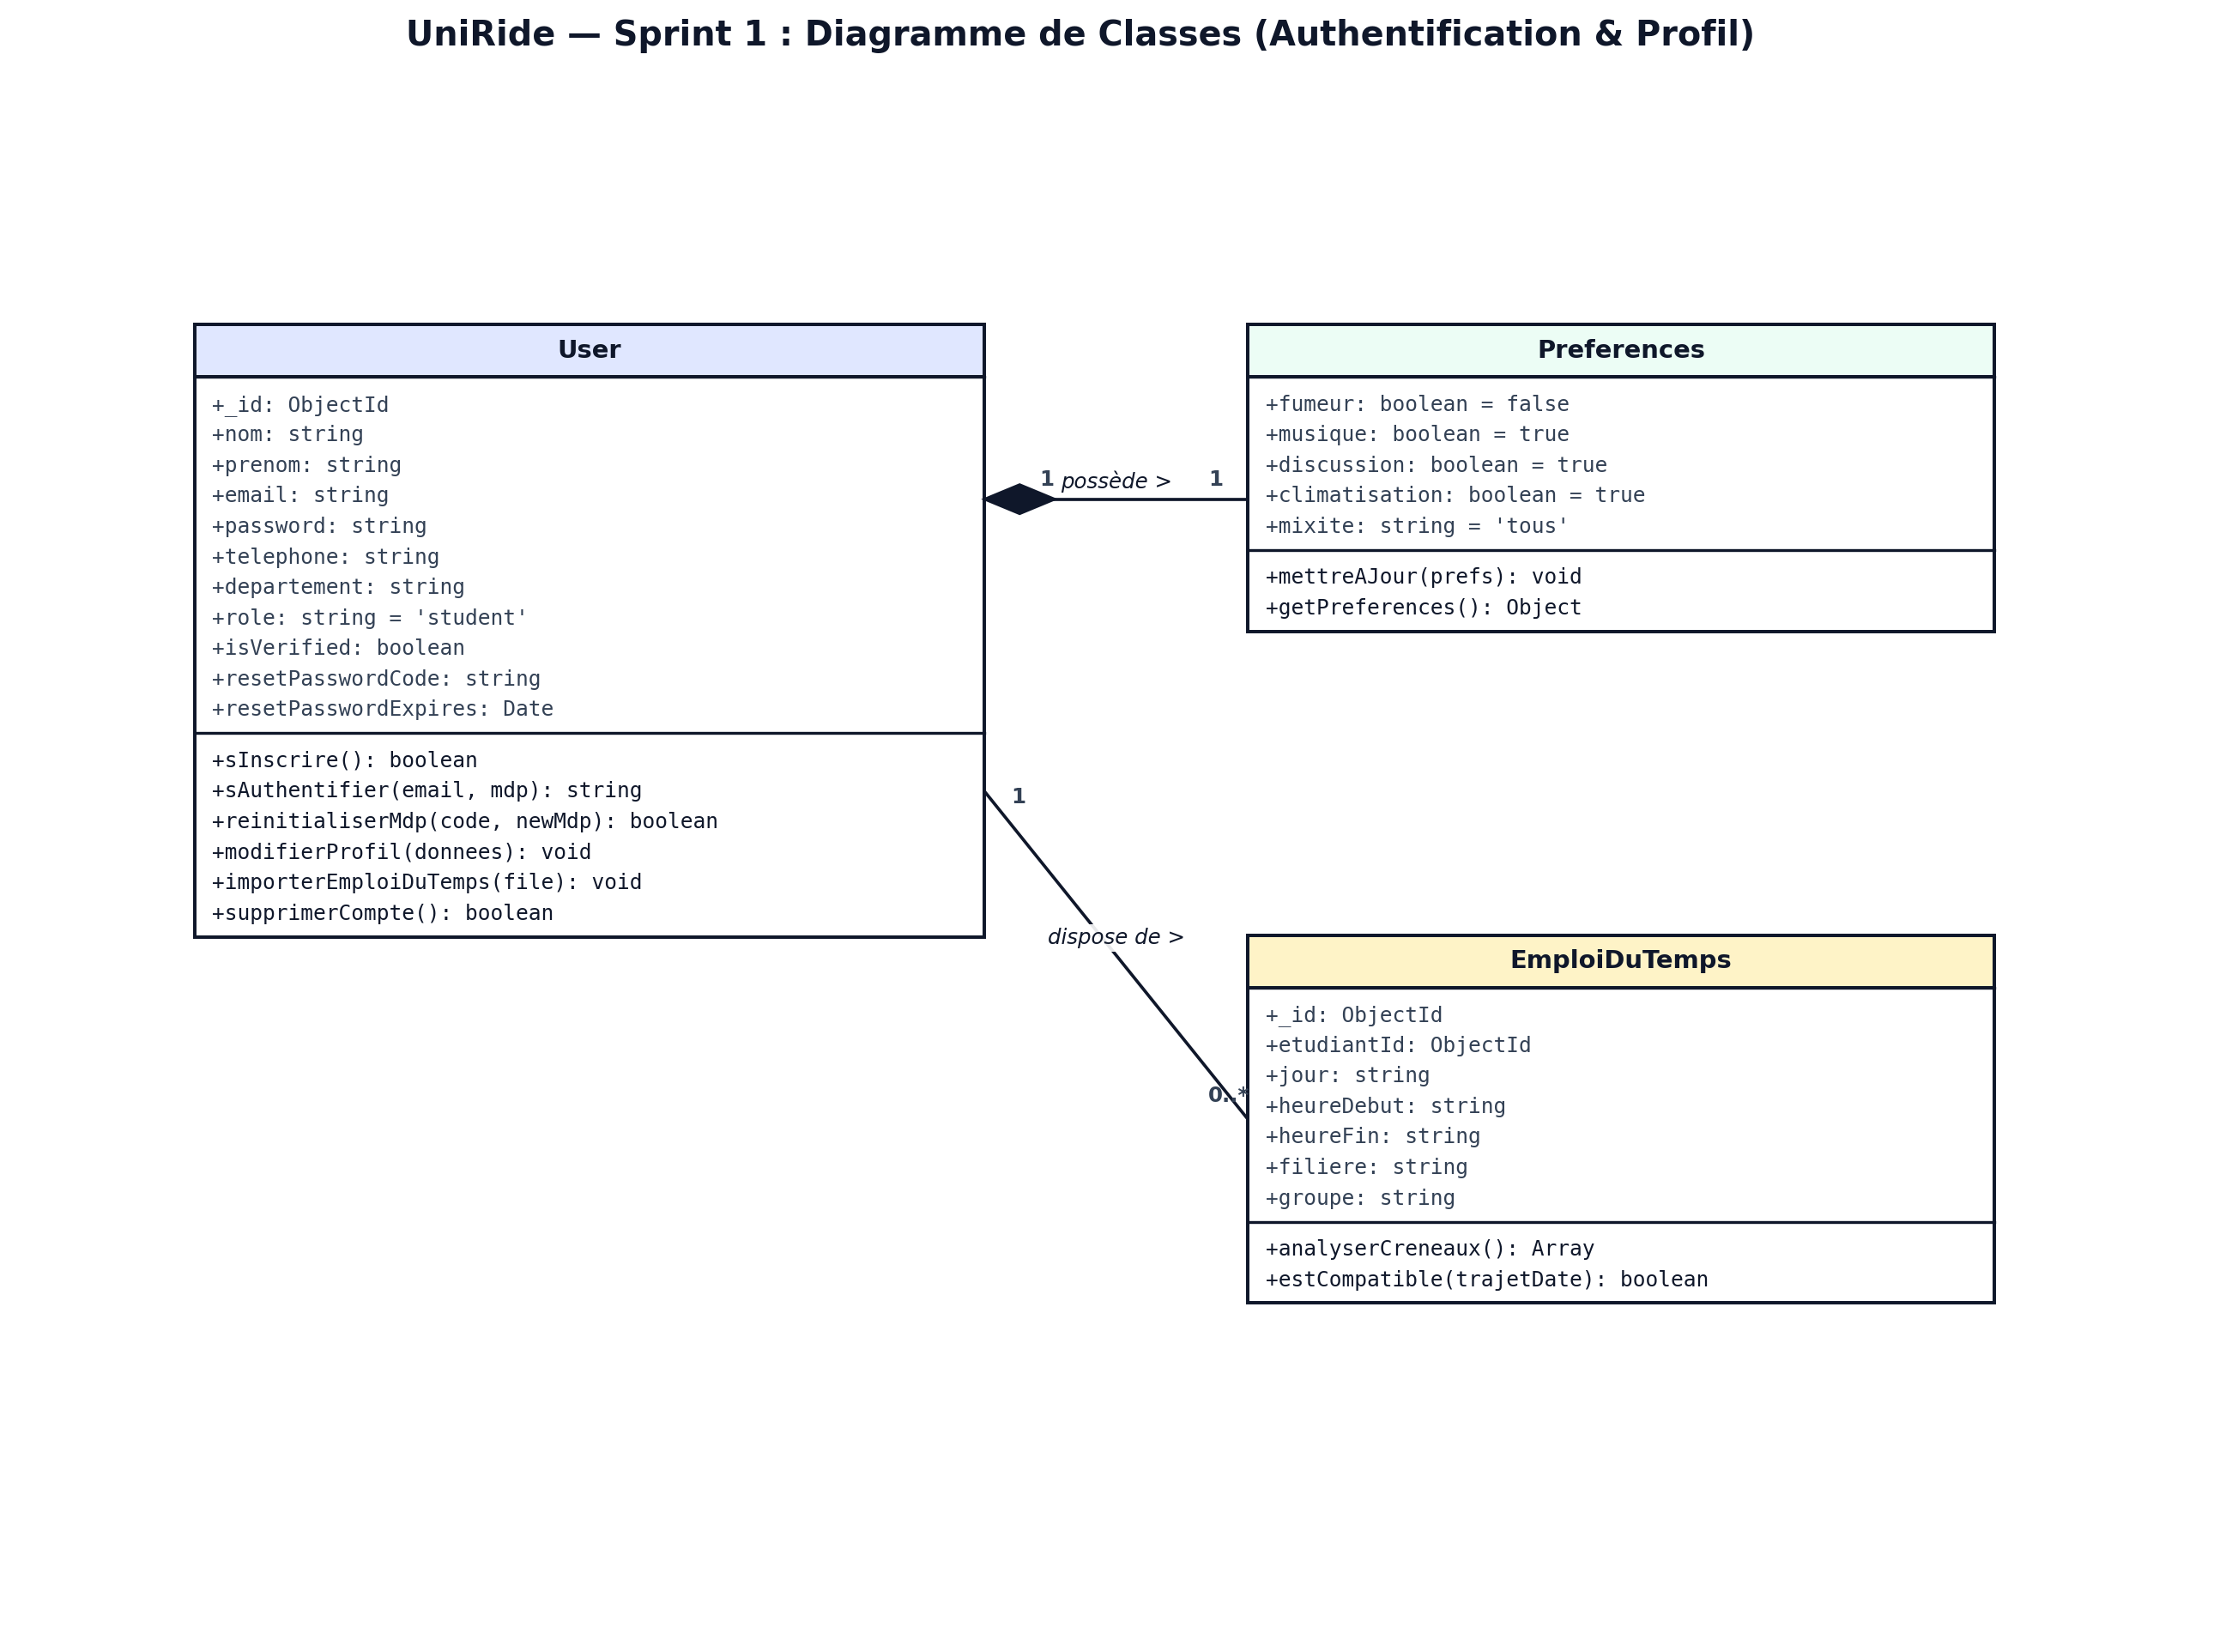 UniRide — Sprint 1 : Diagramme de Classes (Authentification & Profil)
User
+_id: ObjectId
+nom: string
+prenom: string
+email: string
+password: string
+telephone: string
+departement: string
+role: string = 'student'
+isVerified: boolean
+resetPasswordCode: string
+resetPasswordExpires: Date
+sInscrire(): boolean
+sAuthentifier(email, mdp): string
+reinitialiserMdp(code, newMdp): boolean
+modifierProfil(donnees): void
+importerEmploiDuTemps(file): void
+supprimerCompte(): boolean
1 possède > 1
Preferences
+fumeur: boolean = false
+musique: boolean = true
+discussion: boolean = true
+climatisation: boolean = true
+mixite: string = 'tous'
+mettreAJour(prefs): void
+getPreferences(): Object
1
dispose de >
0..*
EmploiDuTemps
+_id: ObjectId
+etudiantId: ObjectId
+jour: string
+heureDebut: string
+heureFin: string
+filiere: string
+groupe: string
+analyserCreneaux(): Array
+estCompatible(trajetDate): boolean